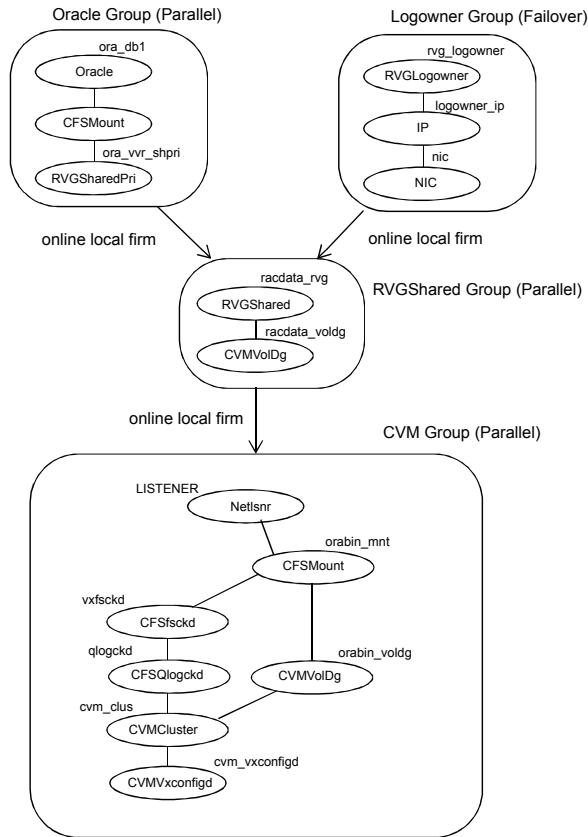 Oracle Group (Parallel)
Logowner Group (Failover)
ora_db1
Oracle
CFSMount
ora_vvr_shpri
RVGSharedPri
rvg_logowner
RVGLogowner
logowner_ip
IP
nic
NIC
online local firm
online local firm
RVGShared Group (Parallel)
racdata_rvg
RVGShared
racdata_voldg
CVMVolDg
online local firm
CVM Group (Parallel)
LISTENER
Netlsnr
orabin_mnt
CFSMount
vxfsckd
CFSfsckd
qlogckd
CFSQlogckd
orabin_voldg
CVMVolDg
cvm_clus
CVMCluster
cvm_vxconfigd
CVMVxconfigd